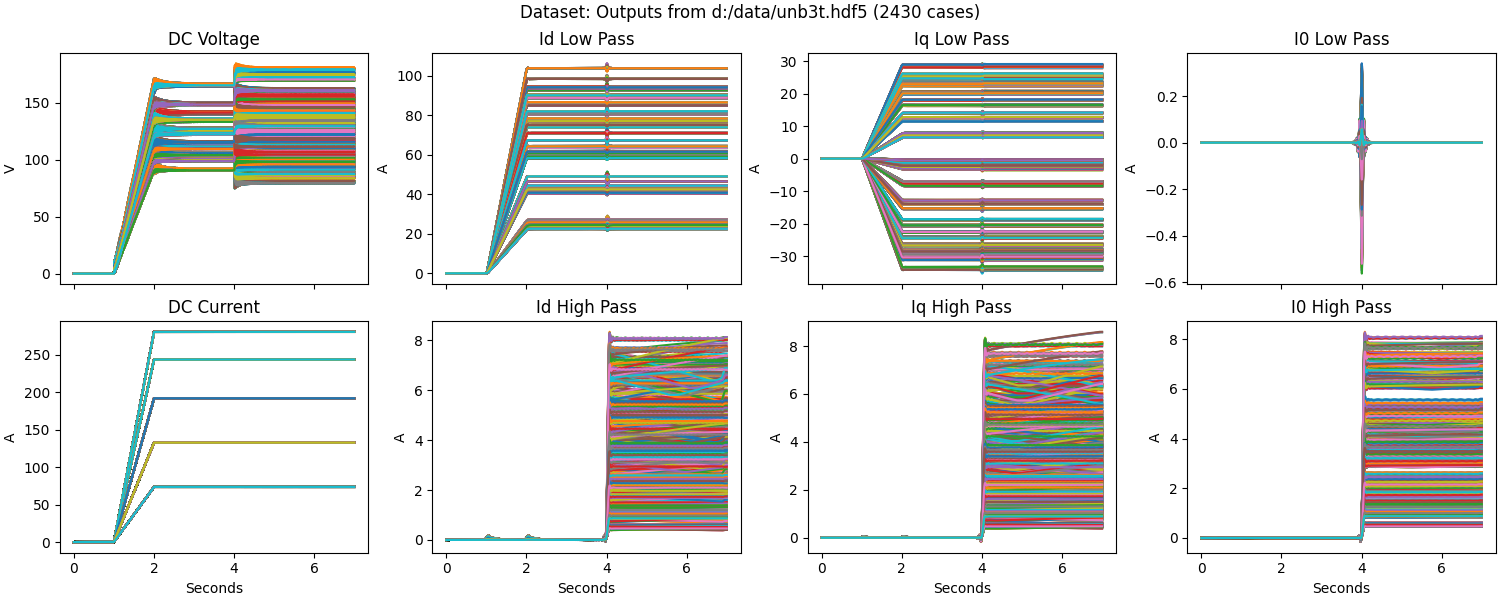 Dataset: Outputs from d:/data/unb3t.hdf5 (2430 cases)
DC Voltage
V
0
50
100
150
Id Low Pass
A
0
20
40
60
80
100
Iq Low Pass
A
−30
−20
−10
0
10
20
30
I0 Low Pass
A
−0.6
−0.4
−0.2
0.0
0.2
DC Current
A
0
50
100
150
200
250
0 2 4 6
Seconds
Id High Pass
A
0
2
4
6
8
0 2 4 6
Seconds
Iq High Pass
A
0
2
4
6
8
0 2 4 6
Seconds
I0 High Pass
A
0
2
4
6
8
0 2 4 6
Seconds